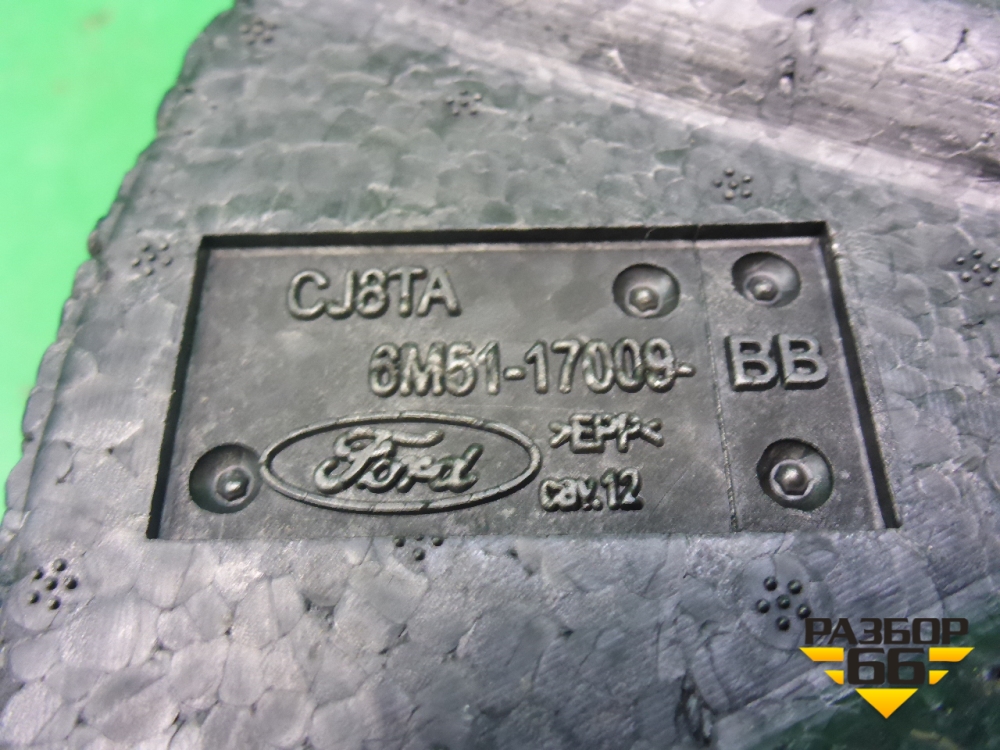 CJ8TA
6M51-17009- BB
Ford
>EPP<
cav.12
РАЗБОР
66